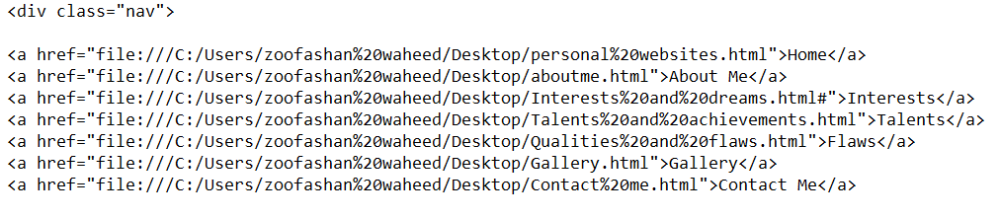 <div class="nav">
<a href="file:///C:/Users/zoofashan%20waheed/Desktop/personal%20websites.html">Home</a>
<a href="file:///C:/Users/zoofashan%20waheed/Desktop/aboutme.html">About Me</a>
<a href="file:///C:/Users/zoofashan%20waheed/Desktop/Interests%20and%20dreams.html#">Interests</a>
<a href="file:///C:/Users/zoofashan%20waheed/Desktop/Talents%20and%20achievements.html">Talents</a>
<a href="file:///C:/Users/zoofashan%20waheed/Desktop/Qualities%20and%20flaws.html">Flaws</a>
<a href="file:///C:/Users/zoofashan%20waheed/Desktop/Gallery.html">Gallery</a>
<a href="file:///C:/Users/zoofashan%20waheed/Desktop/Contact%20me.html">Contact Me</a>